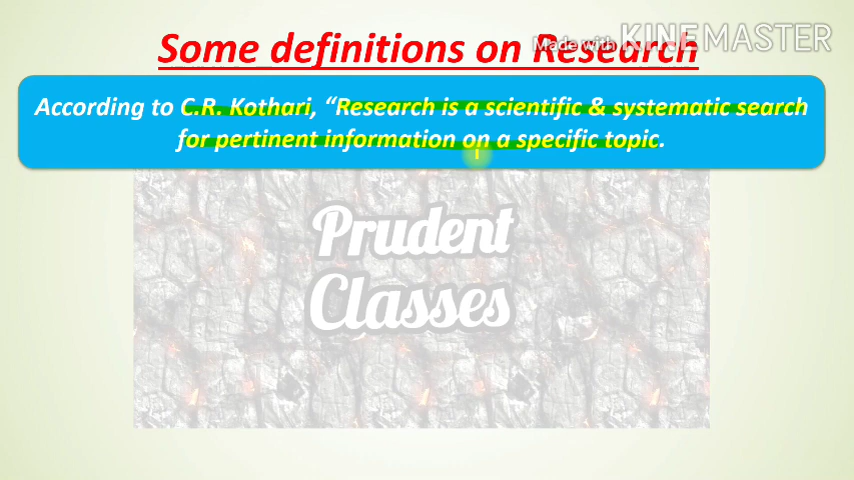 Some definitions on Research
Made with KINEMASTER
According to C.R. Kothari, “Research is a scientific & systematic search
for pertinent information on a specific topic.
Prudent
Classes